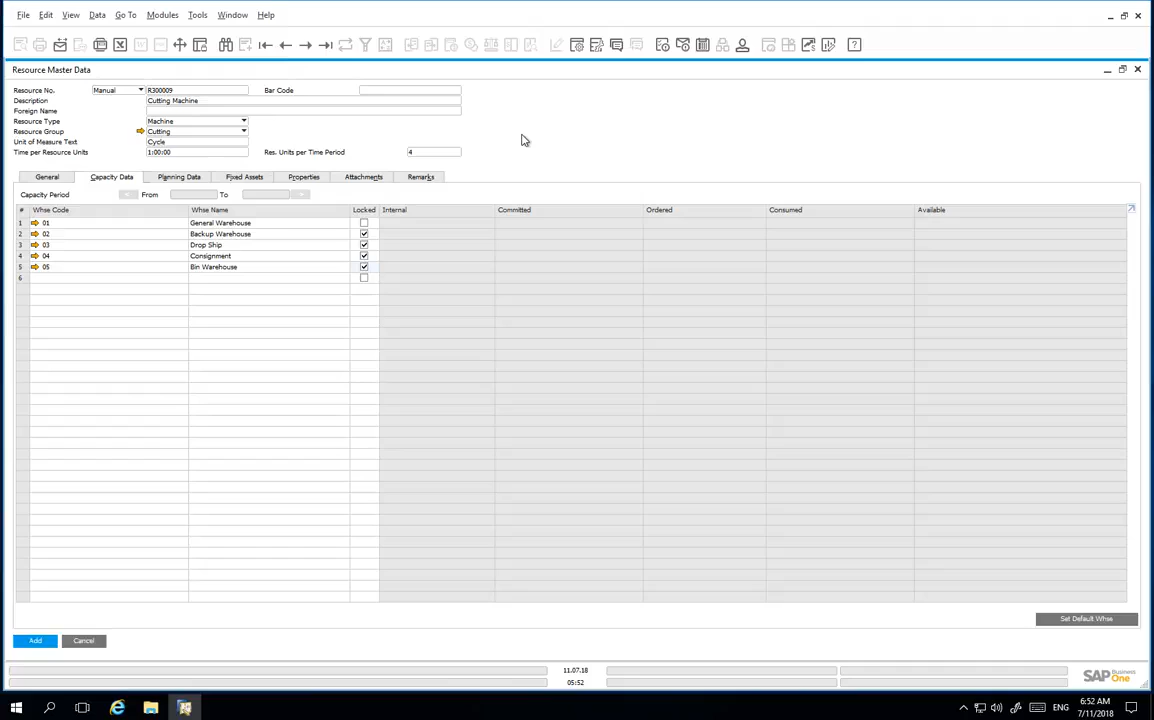 File Edit View Data Go To Modules Tools Window Help
Resource Master Data
Resource No. Manual R300009 Bar Code
Description Cutting Machine
Foreign Name
Resource Type Machine
Resource Group Cutting
Unit of Measure Text Cycle
Time per Resource Units 1:00:00 Res. Units per Time Period 4
General Capacity Data Planning Data Fixed Assets Properties Attachments Remarks
Capacity Period From To
# Whse Code Whse Name Locked Internal Committed Ordered Consumed Available
1 01 General Warehouse
2 02 Backup Warehouse
3 03 Drop Ship
4 04 Consignment
5 05 Bin Warehouse
6
Set Default Whse
Add Cancel
11.07.18
05:52
SAP Business One
ENG 6:52 AM
7/11/2018